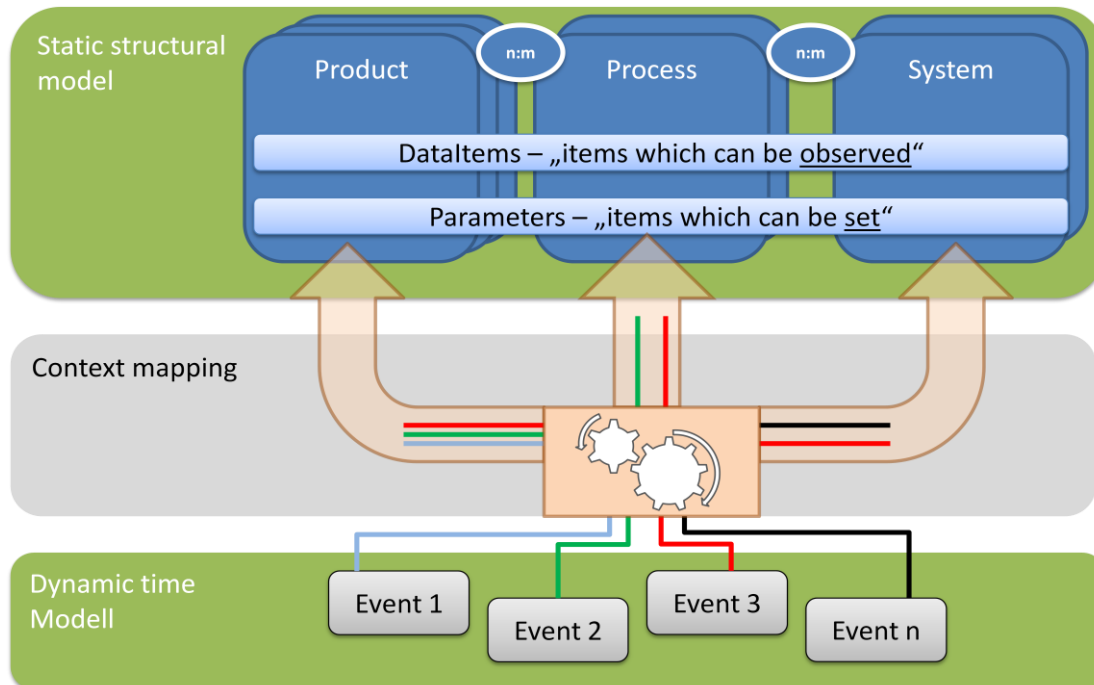 Static structural
model
Product
n:m
Process
n:m
System
DataItems – „items which can be observed“
Parameters – „items which can be set“
Context mapping
Dynamic time
Modell
Event 1
Event 2
Event 3
Event n